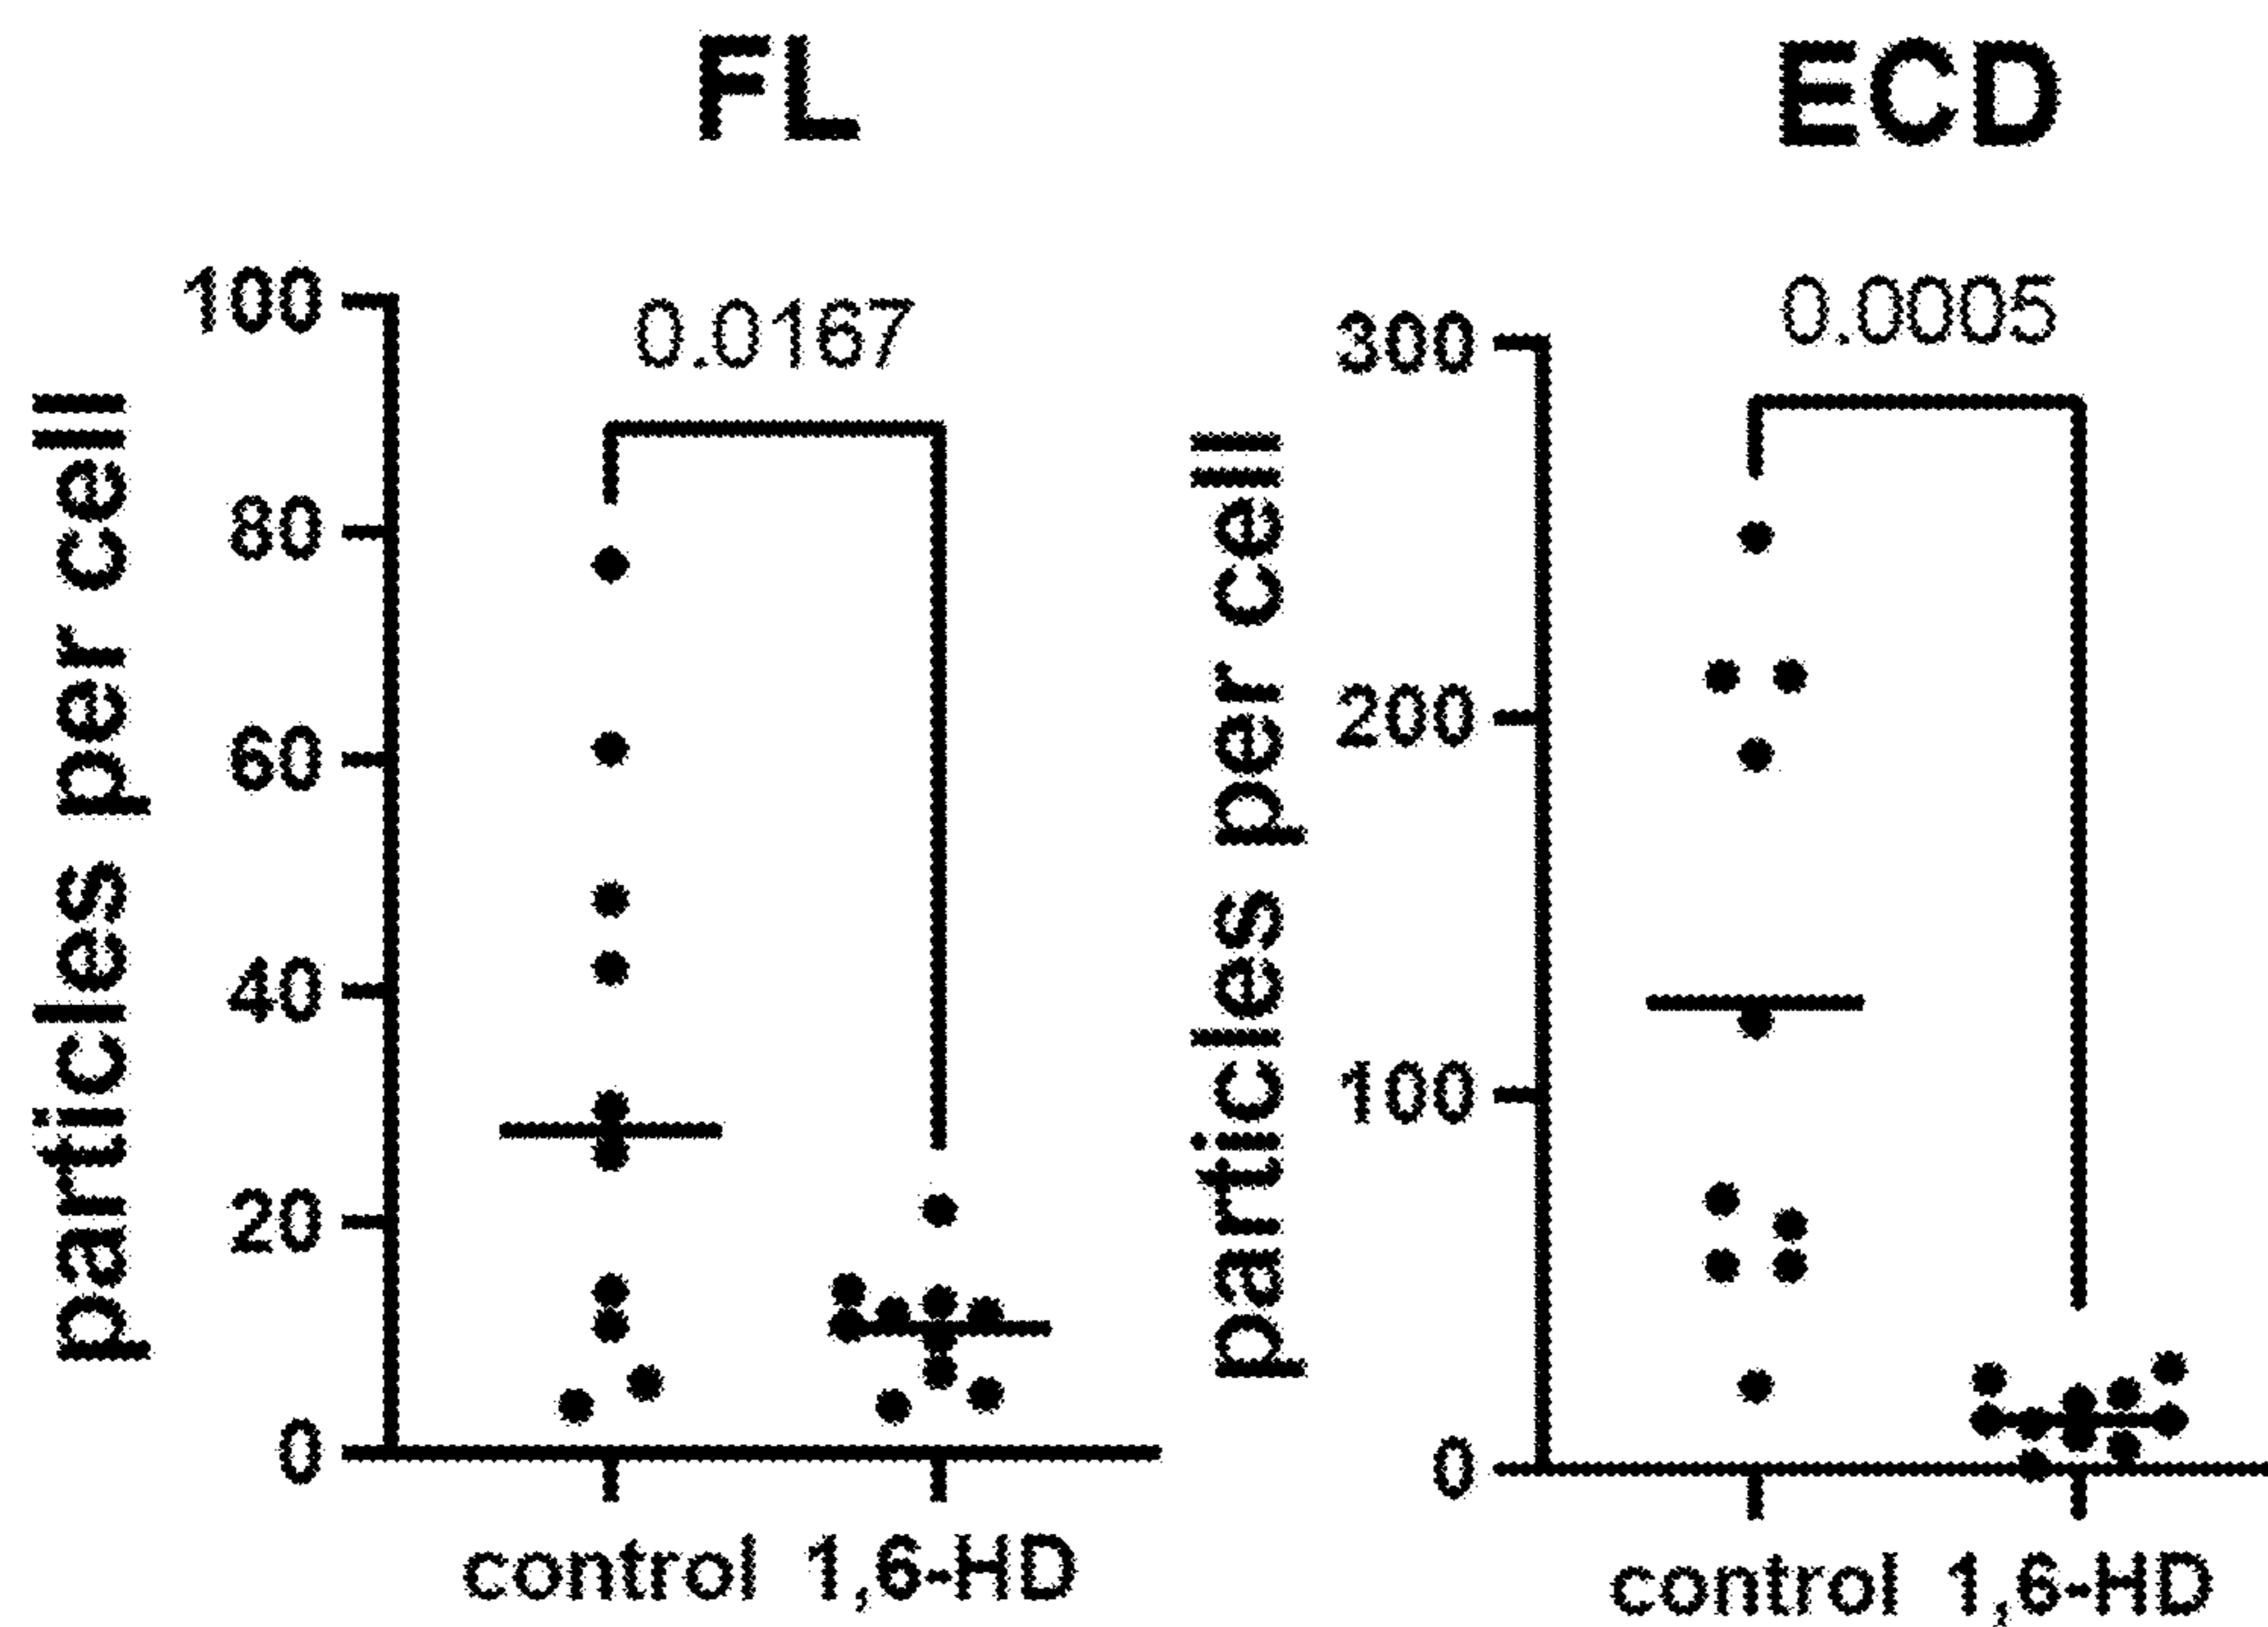 FL
0.0167
particles per cell
100
80
60
40
20
0
control 1,6-HD
ECD
0.0005
particles per cell
300
200
100
0
control 1,6-HD